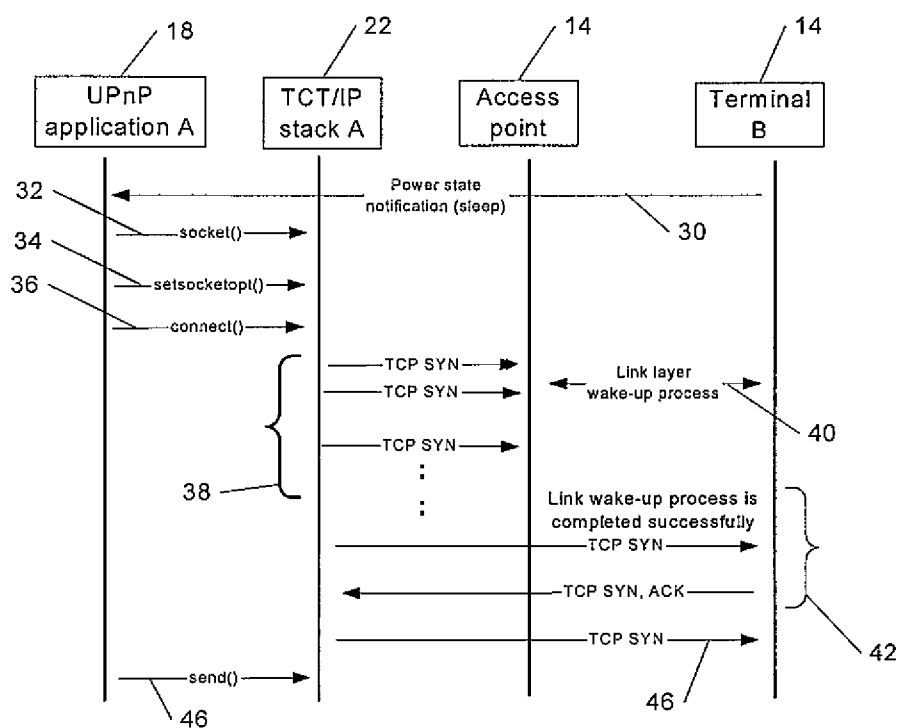 18
22
14
14
UPnP
application A
TCT/IP
stack A
Access
point
Terminal
B
Power state
notification (sleep)
32
socket()
30
34
setsocketopt()
36
connect()
TCP SYN
TCP SYN
Link layer
wake-up process
40
TCP SYN
38
Link wake-up process is
completed successfully
TCP SYN
TCP SYN, ACK
42
TCP SYN
send()
46
46